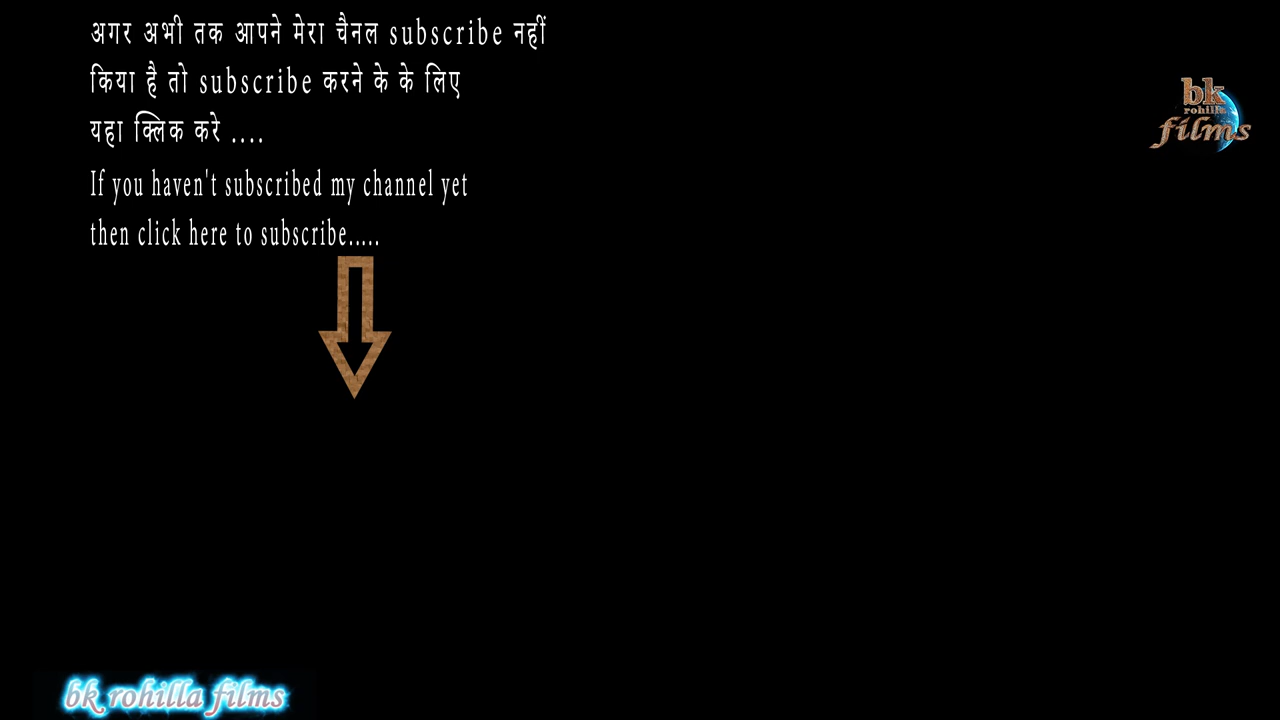 अगर अभी तक आपने मेरा चैनल subscribe नहीं
किया है तो subscribe करने के के लिए
यहा क्लिक करे ....
If you haven't subscribed my channel yet
then click here to subscribe.....
bk
rohilla
films
bk rohilla films